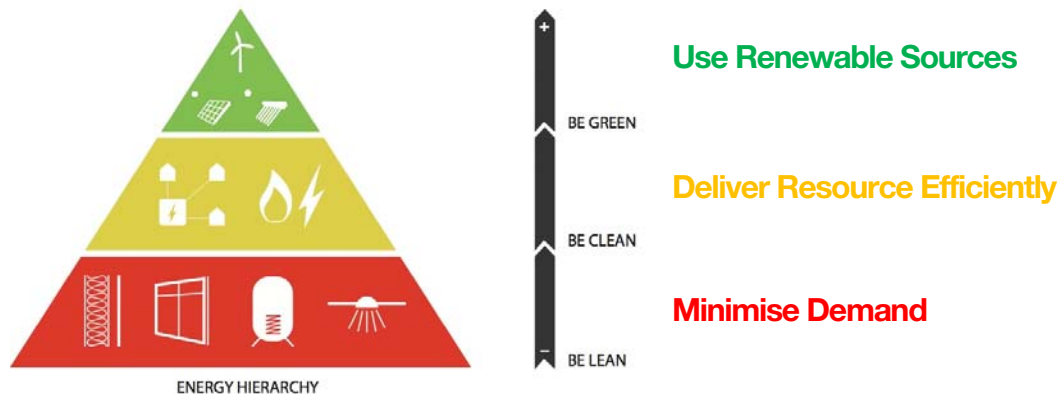 +
Use Renewable Sources
BE GREEN
Deliver Resource Efficiently
BE CLEAN
Minimise Demand
–
BE LEAN
ENERGY HIERARCHY